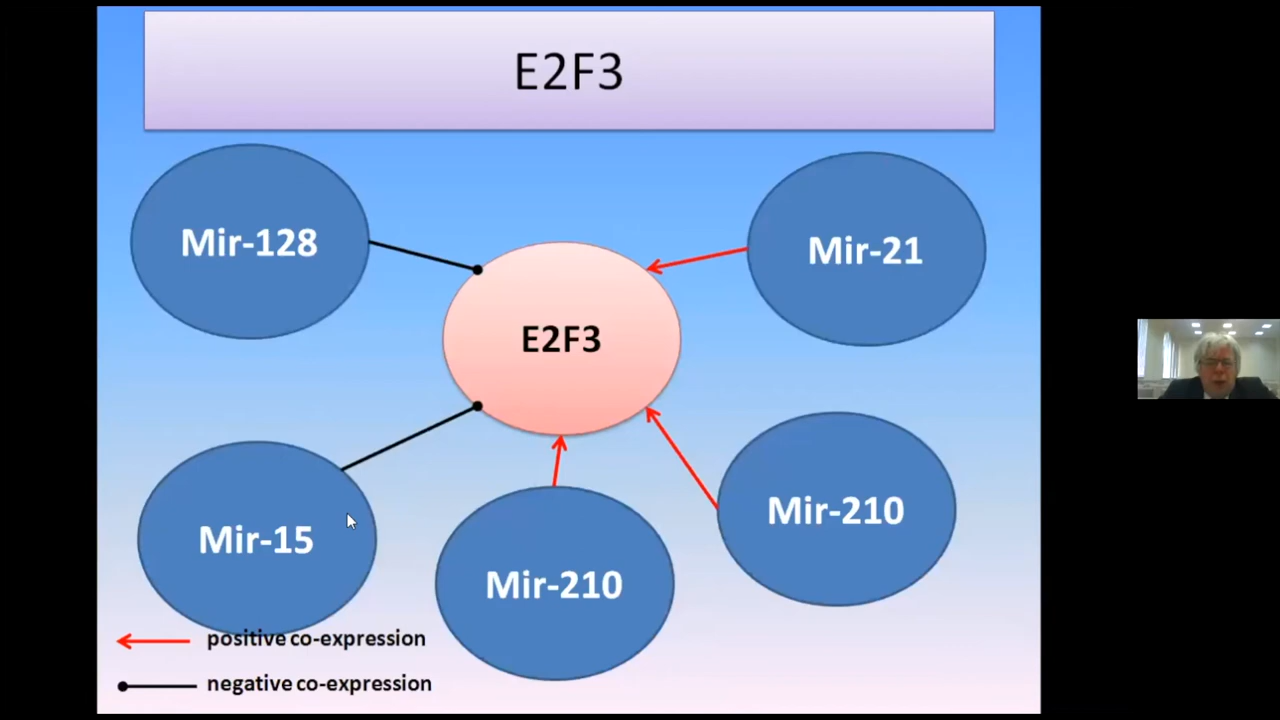 E2F3
Mir-128
Mir-21
E2F3
Mir-15
Mir-210
Mir-210
positive co-expression
negative co-expression